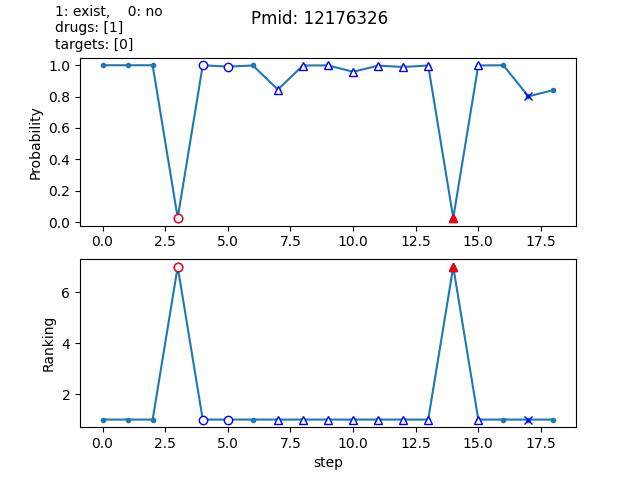 1: exist,    0: no
drugs: [1]
targets: [0]
Pmid: 12176326
Probability
1.0
0.8
0.6
0.4
0.2
0.0
0.0 2.5 5.0 7.5 10.0 12.5 15.0 17.5
Ranking
6
4
2
0.0 2.5 5.0 7.5 10.0 12.5 15.0 17.5
step